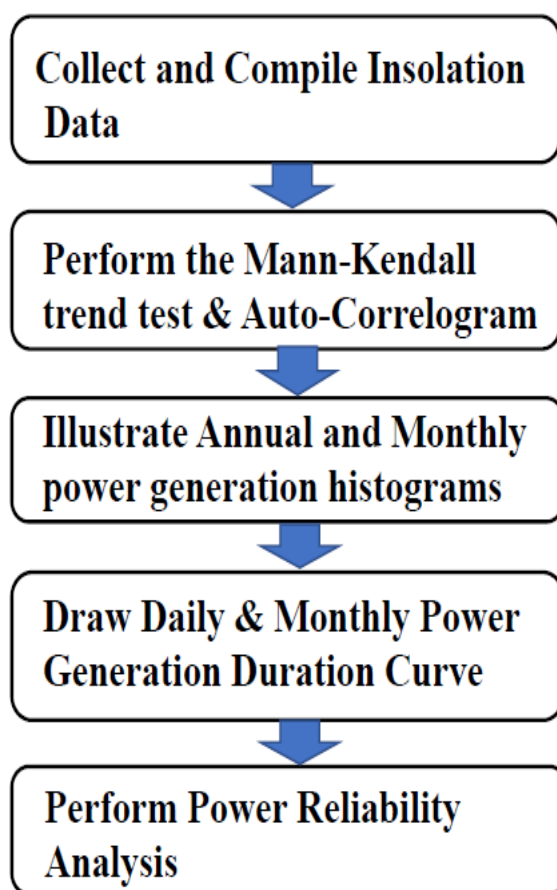 Collect and Compile Insolation
Data
Perform the Mann-Kendall
trend test & Auto-Correlogram
Illustrate Annual and Monthly
power generation histograms
Draw Daily & Monthly Power
Generation Duration Curve
Perform Power Reliability
Analysis